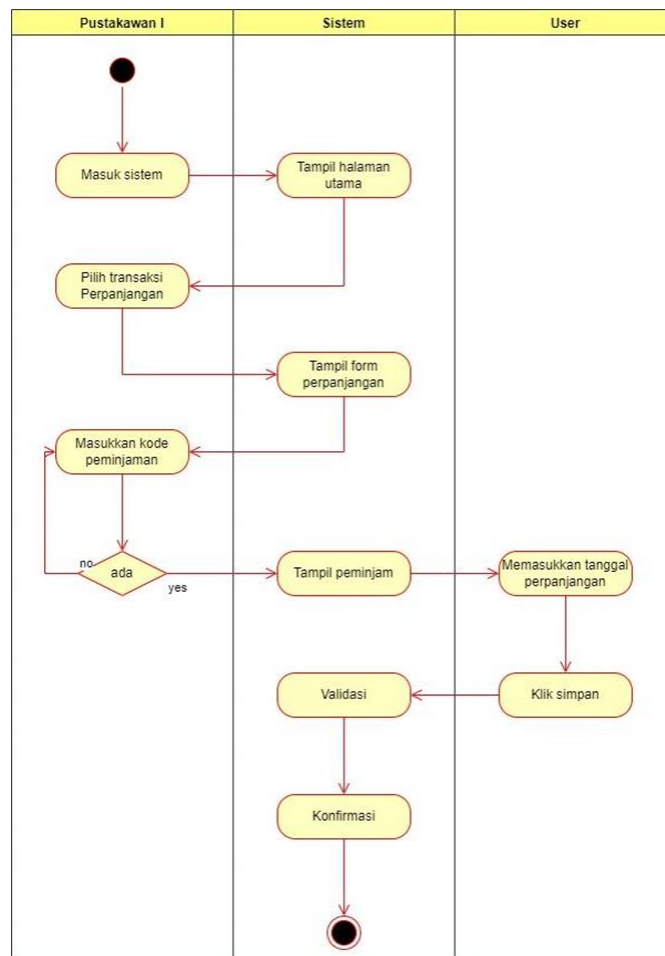 Pustakawan I
Sistem
User
Masuk sistem
Tampil halaman
utama
Pilih transaksi
Perpanjangan
Tampil form
perpanjangan
Masukkan kode
peminjaman
no
ada
yes
Tampil peminjam
Memasukkan tanggal
perpanjangan
Validasi
Klik simpan
Konfirmasi